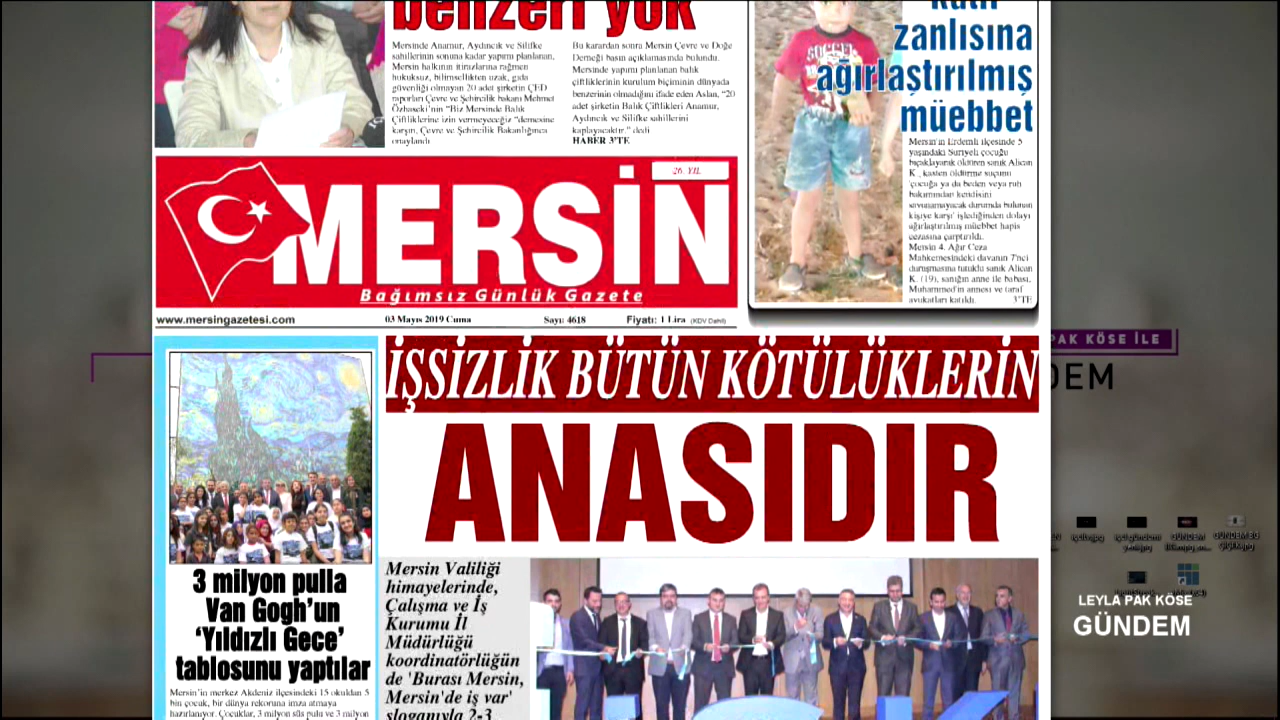 benzeri yok
Mersinde Anamur, Aydıncık ve Silifke
sahillerinin sonuna kadar yapımı planlanan,
Mersin halkının itirazlarına rağmen
hukuksuz, bilimsellikten uzak, gıda
güvenliği olmayan 20 adet şirketin ÇED
raporları Çevre ve Şehircilik bakanı Mehmet
Özhaseki'nin "Biz Mersinde Balık
Çiftliklerine izin vermeyeceğiz "demesine
karşın, Çevre ve Şehircilik Bakanlığınca
onaylandı
Bu karardan sonra Mersin Çevre ve Doğe
Derneği basın açıklamasında bulundu.
Mersinde yapımı planlanan balık
çiftliklerinin kurulum biçiminin dünyada
benzerinin olmadığını ifade eden Aslan, "20
adet şirketin Balık Çiftlikleri Anamur,
Aydıncık ve Silifke sahillerini
kaplayacaktır." dedi
HABER 3'TE
zanlısına
ağırlaştırılmış
müebbet
Mersin'in Erdemli ilçesinde 5
yaşındaki Suriyeli çocuğu
bıçaklayarak öldüren sanık Alican
K., kasten öldürme suçunu
'çocuğa ya da beden veya ruh
bakımından kendisini
savunamayacak durumda bulunan
kişiye karşı' işlediğinden dolayı
ağırlaştırılmış müebbet hapis
cezasına çarptırıldı.
Mersin 4. Ağır Ceza
Mahkemesindeki davanın 7'nci
duruşmasına tutuklu sanık Alican
K. (19), sanığın anne ile babası,
Muhammed'in annesi ve taraf
avukatları katıldı. 3'TE
26. YIL
MERSİN
Bağımsız Günlük Gazete
www.mersingazetesi.com 03 Mayıs 2019 Cuma Sayı: 4618 Fiyatı: 1 Lira (KDV Dahil)
PAK KÖSE İLE
DEM
İŞSİZLİK BÜTÜN KÖTÜLÜKLERİN
ANASIDIR
3 milyon pulla
Van Gogh'un
'Yıldızlı Gece'
tablosunu yaptılar
Mersin'in merkez Akdeniz ilçesindeki 15 okuldan 5
bin çocuk, bir dünya rekoruna imza atmaya
hazırlanıyor. Çocuklar, 3 milyon süs pulu ve 3 milyon
Mersin Valiliği
himayelerinde,
Çalışma ve İş
Kurumu İl
Müdürlüğü
koordinatörlüğün
de 'Burası Mersin,
Mersin'de iş var'
sloganıyla 2-3
LEYLA PAK KÖSE
GÜNDEM